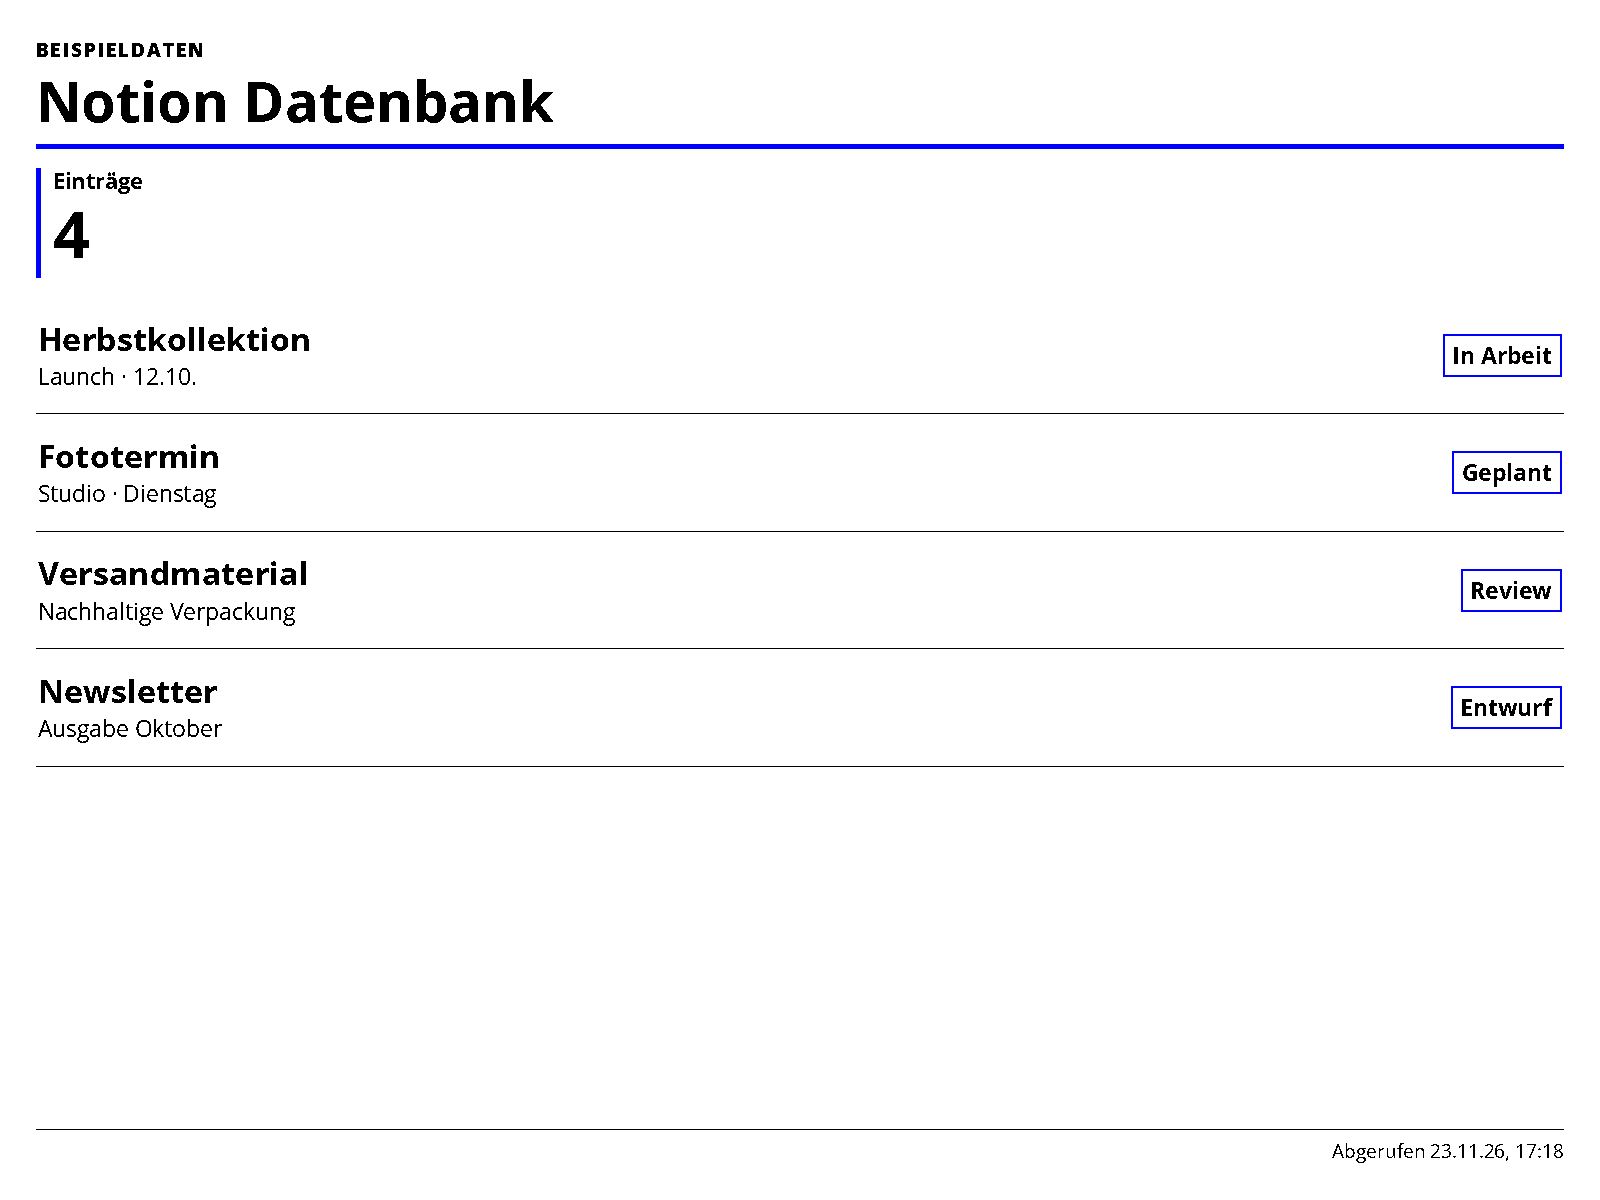 BEISPIELDATEN
Notion Datenbank
Einträge
4
Herbstkollektion
In Arbeit
Launch · 12.10.
Fototermin
Geplant
Studio · Dienstag
Versandmaterial
Review
Nachhaltige Verpackung
Newsletter
Entwurf
Ausgabe Oktober
Abgerufen 23.11.26, 17:18